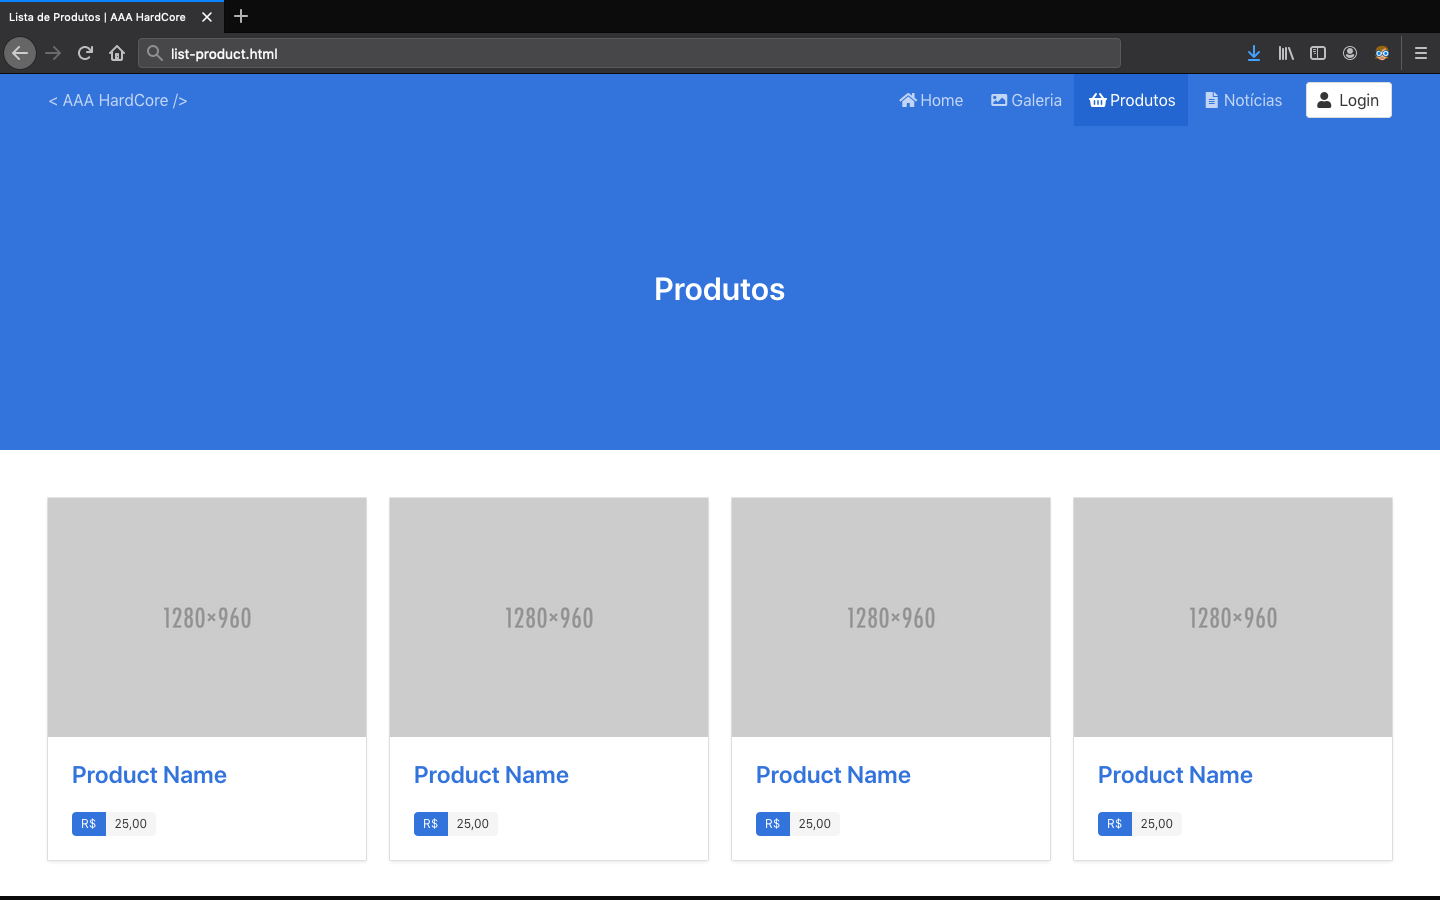 Lista de Produtos | AAA HardCore
list-product.html
< AAA HardCore />
Home
Galeria
Produtos
Notícias
Login
Produtos
1280×960
1280×960
1280×960
1280×960
Product Name
Product Name
Product Name
Product Name
R$ 25,00
R$ 25,00
R$ 25,00
R$ 25,00